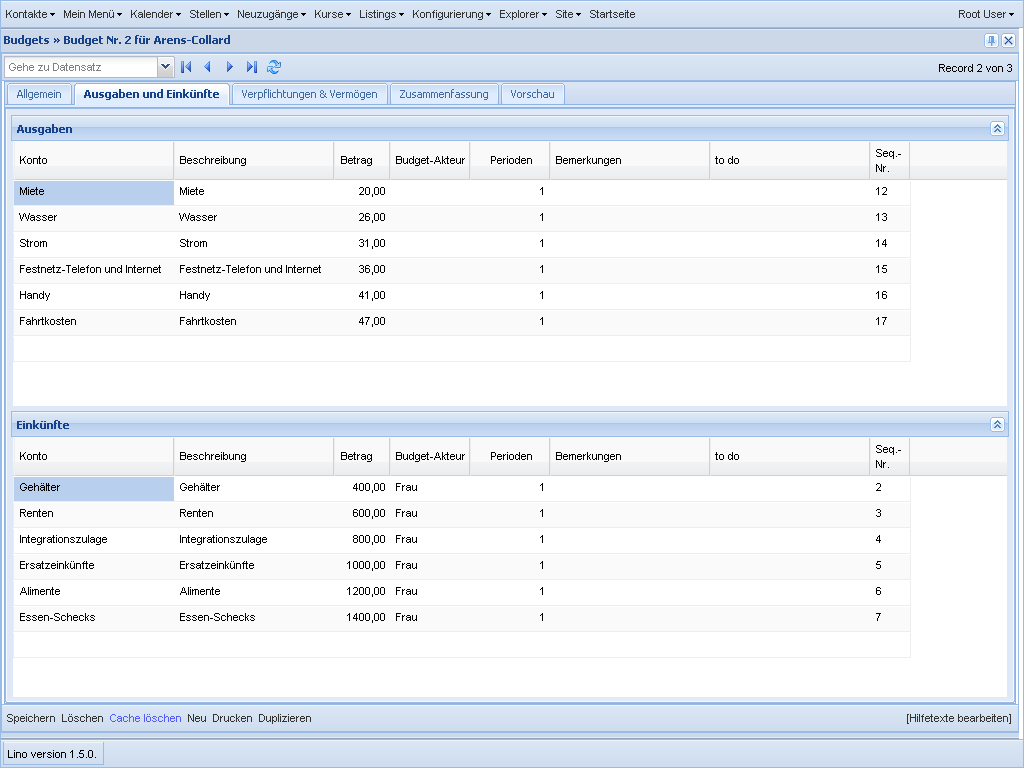 Kontakte Mein Menü Kalender Stellen Neuzugänge Kurse Listings Konfigurierung Explorer Site Startseite Root User
Budgets » Budget Nr. 2 für Arens-Collard
Gehe zu Datensatz Record 2 von 3
Allgemein Ausgaben und Einkünfte Verpflichtungen & Vermögen Zusammenfassung Vorschau
Ausgaben
Konto Beschreibung Betrag Budget-Akteur Perioden Bemerkungen to do Seq.-
Nr.
Miete Miete 20,00 1 12
Wasser Wasser 26,00 1 13
Strom Strom 31,00 1 14
Festnetz-Telefon und Internet Festnetz-Telefon und Internet 36,00 1 15
Handy Handy 41,00 1 16
Fahrtkosten Fahrtkosten 47,00 1 17
Einkünfte
Konto Beschreibung Betrag Budget-Akteur Perioden Bemerkungen to do Seq.-
Nr.
Gehälter Gehälter 400,00 Frau 1 2
Renten Renten 600,00 Frau 1 3
Integrationszulage Integrationszulage 800,00 Frau 1 4
Ersatzeinkünfte Ersatzeinkünfte 1000,00 Frau 1 5
Alimente Alimente 1200,00 Frau 1 6
Essen-Schecks Essen-Schecks 1400,00 Frau 1 7
Speichern Löschen Cache löschen Neu Drucken Duplizieren [Hilfetexte bearbeiten]
Lino version 1.5.0.